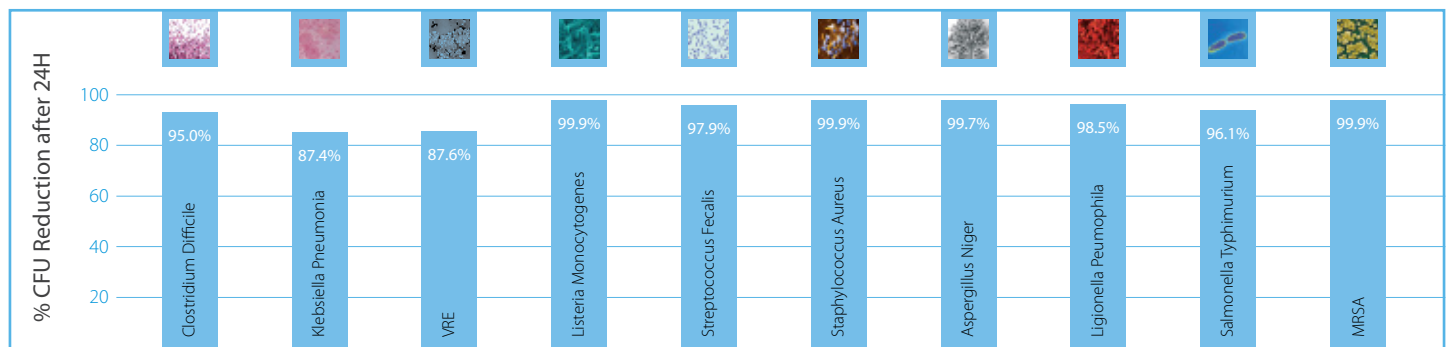 % CFU Reduction after 24H
100
80
60
40
20
95.0%
87.4%
87.6%
99.9%
97.9%
99.9%
99.7%
98.5%
96.1%
99.9%
Clostridium Difficile
Klebsiella Pneumonia
VRE
Listeria Monocytogenes
Streptococcus Fecalis
Staphylococcus Aureus
Aspergillus Niger
Ligionella Peumophila
Salmonella Typhimurium
MRSA